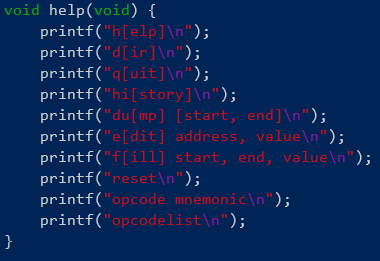 void help(void) {
    printf("h[elp]\n");
    printf("d[ir]\n");
    printf("q[uit]\n");
    printf("hi[story]\n");
    printf("du[mp] [start, end]\n");
    printf("e[dit] address, value\n");
    printf("f[ill] start, end, value\n");
    printf("reset\n");
    printf("opcode mnemonic\n");
    printf("opcodelist\n");
}